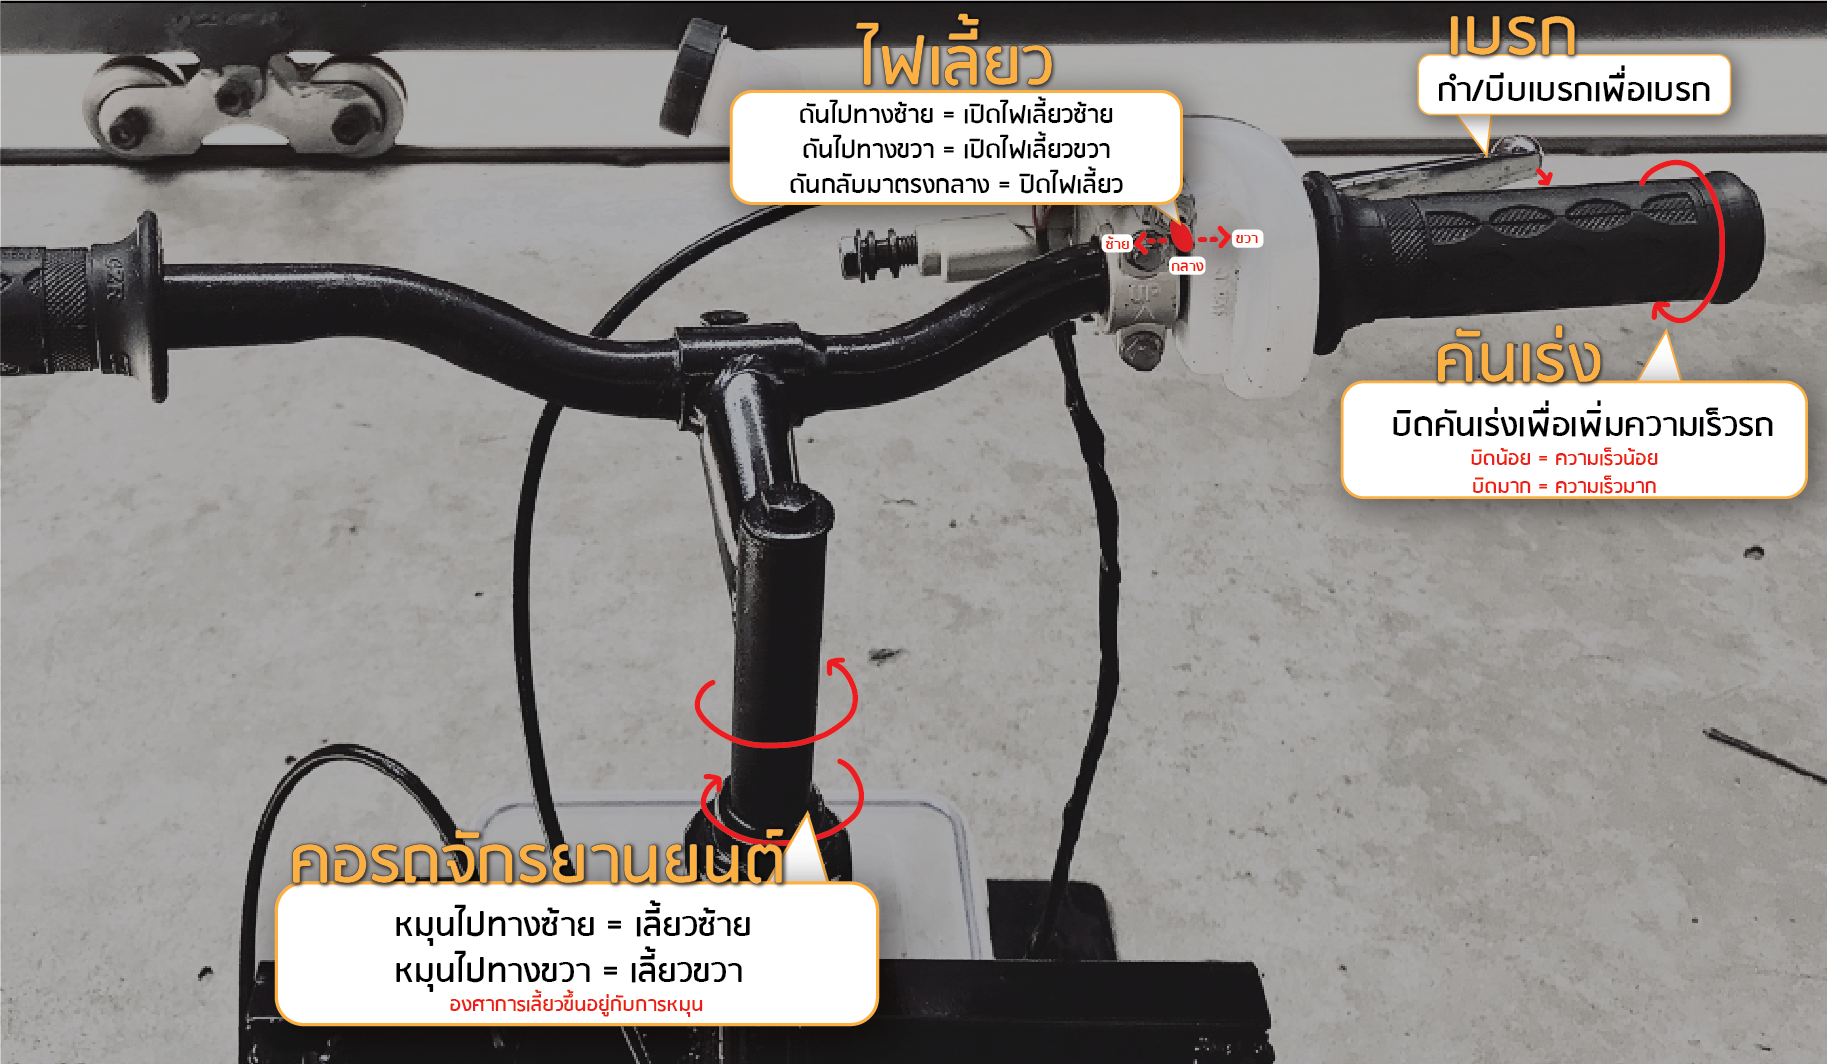 ไฟเลี้ยว
ดันไปทางซ้าย = เปิดไฟเลี้ยวซ้าย
ดันไปทางขวา = เปิดไฟเลี้ยวขวา
ดันกลับมาตรงกลาง = ปิดไฟเลี้ยว
ซ้าย
ขวา
กลาง
เบรก
กำ/บีบเบรกเพื่อเบรก
คันเร่ง
บิดคันเร่งเพื่อเพิ่มความเร็วรถ
บิดน้อย = ความเร็วน้อย
บิดมาก = ความเร็วมาก
UP
คอรถจักรยานยนต์
หมุนไปทางซ้าย = เลี้ยวซ้าย
หมุนไปทางขวา = เลี้ยวขวา
องศาการเลี้ยวขึ้นอยู่กับการหมุน